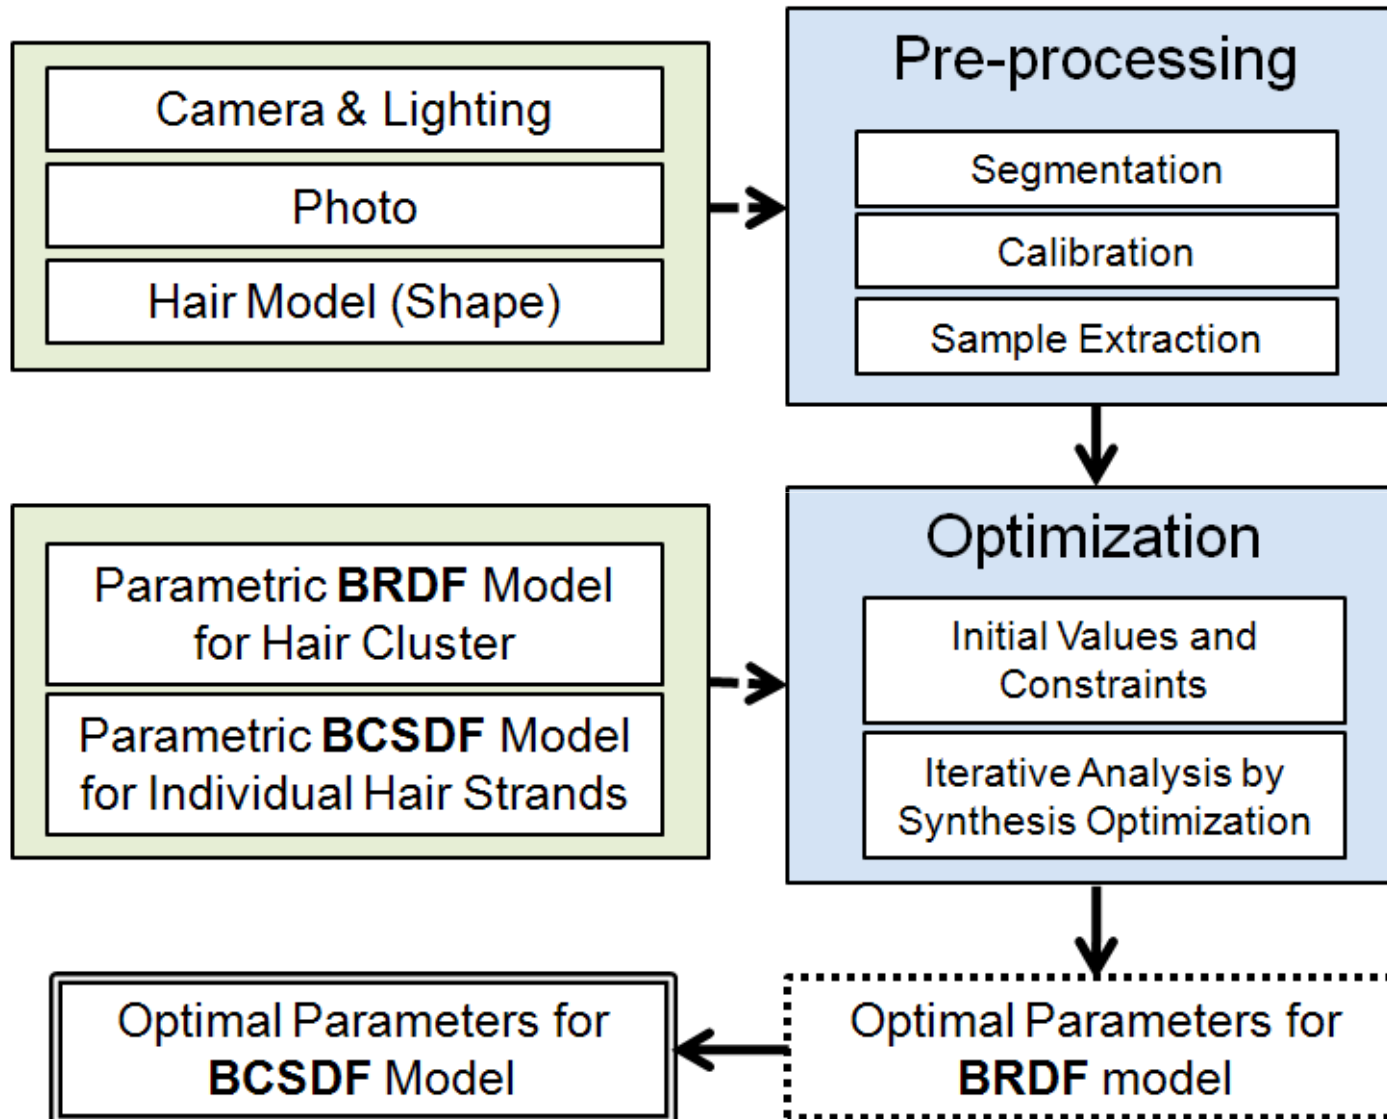 Camera & Lighting
Photo
Hair Model (Shape)
Pre-processing
Segmentation
Calibration
Sample Extraction
Parametric BRDF Model
for Hair Cluster
Parametric BCSDF Model
for Individual Hair Strands
Optimization
Initial Values and
Constraints
Iterative Analysis by
Synthesis Optimization
Optimal Parameters for
BCSDF Model
Optimal Parameters for
BRDF model